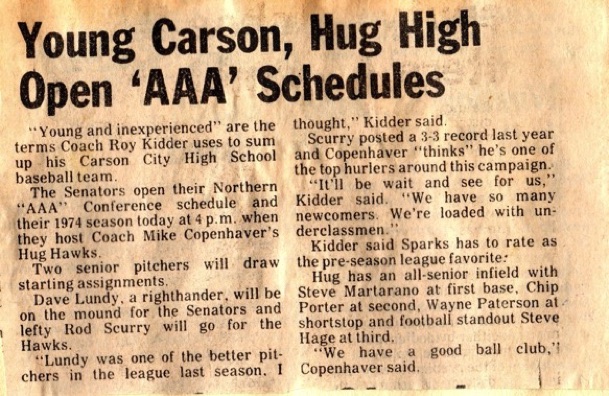 Young Carson, Hug High
Open 'AAA' Schedules
"Young and inexperienced" are the
terms Coach Roy Kidder uses to sum
up his Carson City High School
baseball team.
The Senators open their Northern
"AAA" Conference schedule and
their 1974 season today at 4 p.m. when
they host Coach Mike Copenhaver's
Hug Hawks.
Two senior pitchers will draw
starting assignments.
Dave Lundy, a righthander, will be
on the mound for the Senators and
lefty Rod Scurry will go for the
Hawks.
"Lundy was one of the better pit-
chers in the league last season, I
thought," Kidder said.
Scurry posted a 3-3 record last year
and Copenhaver "thinks" he's one of
the top hurlers around this campaign.
"It'll be wait and see for us,"
Kidder said. "We have so many
newcomers. We're loaded with un-
derclassmen."
Kidder said Sparks has to rate as
the pre-season league favorite.
Hug has an all-senior infield with
Steve Martarano at first base, Chip
Porter at second, Wayne Paterson at
shortstop and football standout Steve
Hage at third.
"We have a good ball club,"
Copenhaver said.